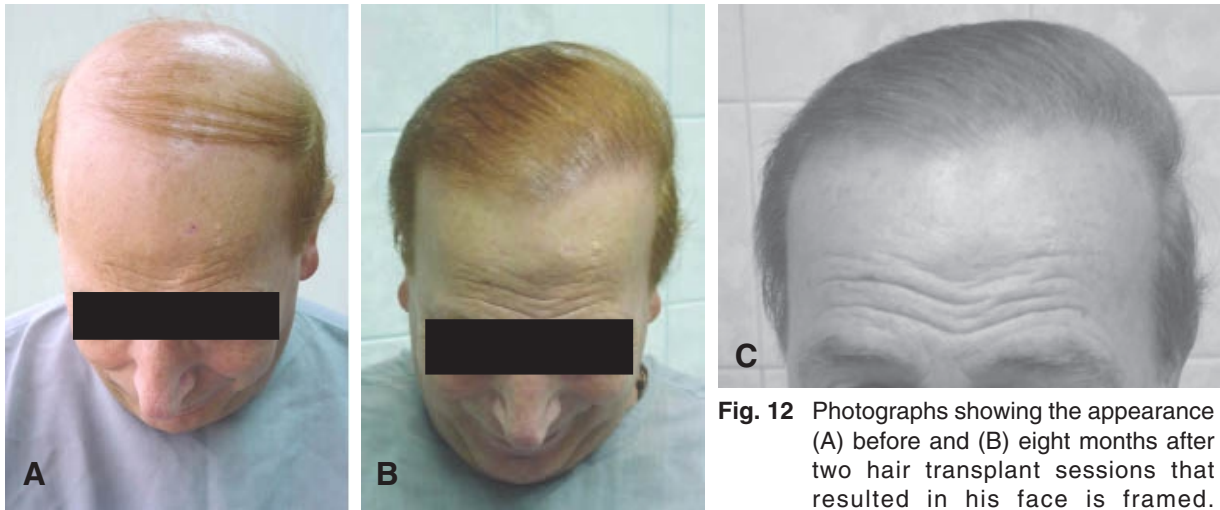 A
B
C
Fig. 12 Photographs showing the appearance
(A) before and (B) eight months after
two hair transplant sessions that
resulted in his face is framed.